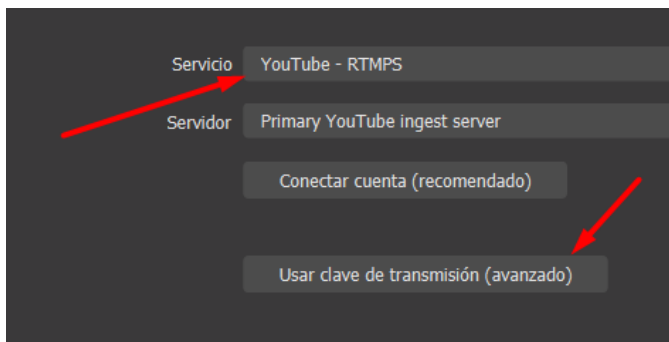 Servicio YouTube - RTMPS
Servidor Primary YouTube ingest server
Conectar cuenta (recomendado)
Usar clave de transmisión (avanzado)